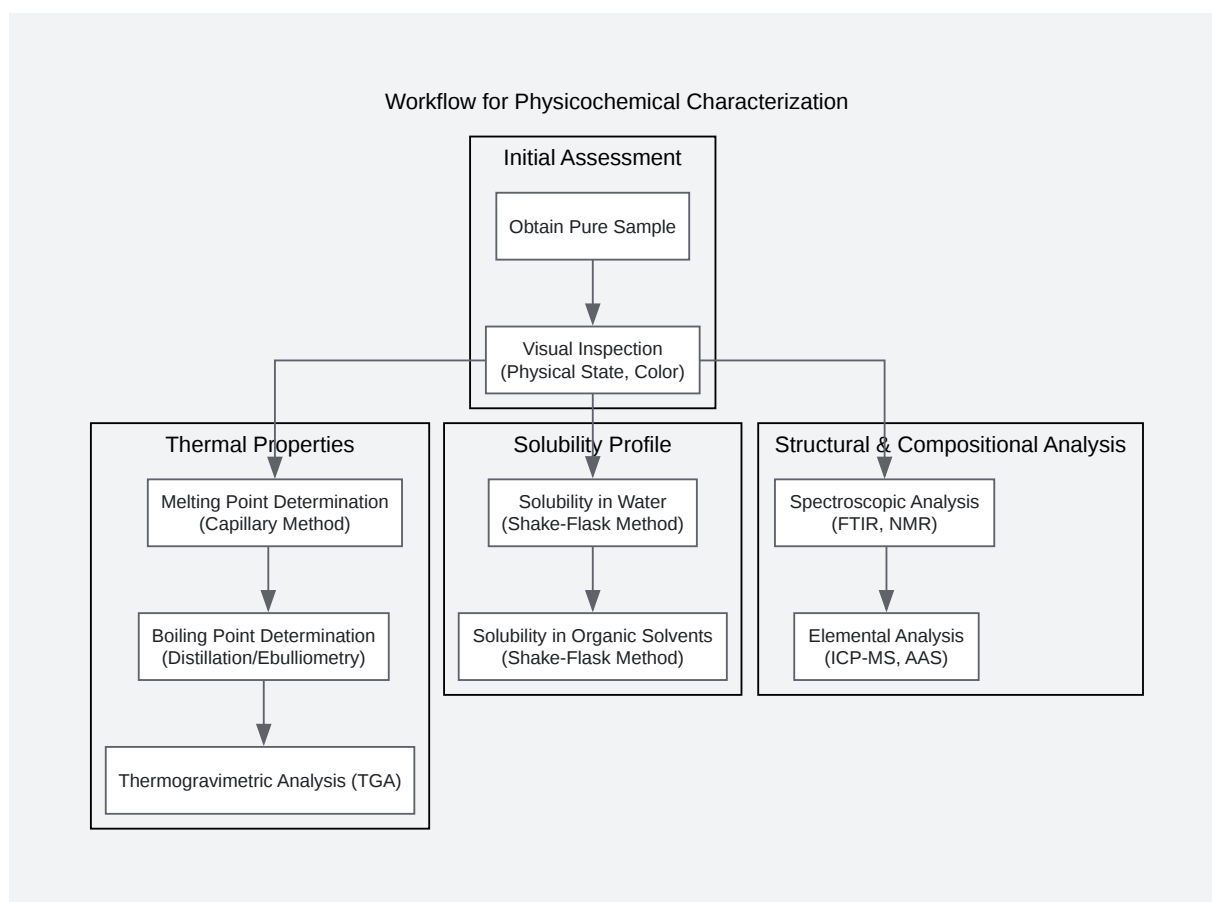 Workflow for Physicochemical Characterization
Initial Assessment
Obtain Pure Sample
Visual Inspection
(Physical State, Color)
Thermal Properties
Melting Point Determination
(Capillary Method)
Boiling Point Determination
(Distillation/Ebulliometry)
Thermogravimetric Analysis (TGA)
Solubility Profile
Solubility in Water
(Shake-Flask Method)
Solubility in Organic Solvents
(Shake-Flask Method)
Structural & Compositional Analysis
Spectroscopic Analysis
(FTIR, NMR)
Elemental Analysis
(ICP-MS, AAS)